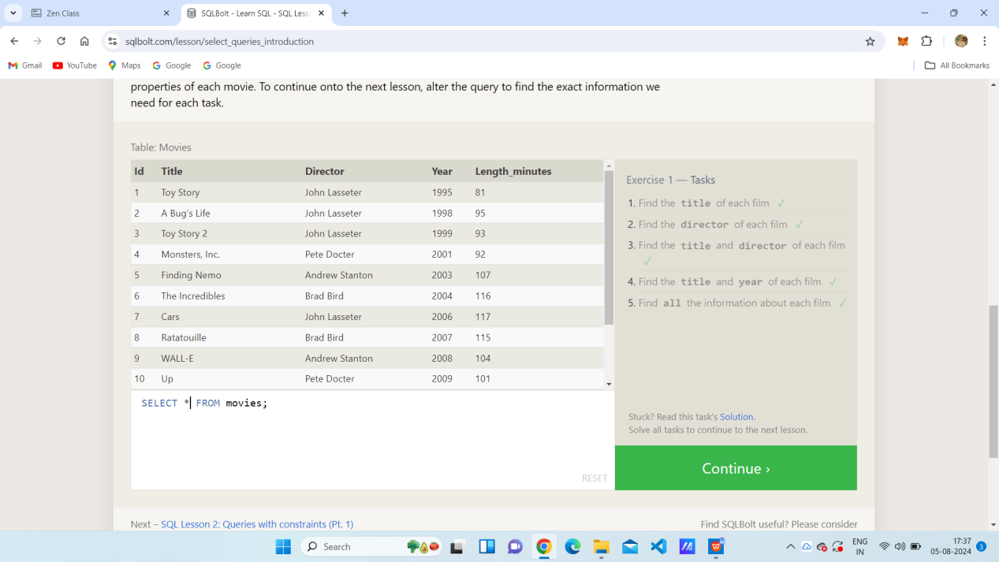 Zen Class
SQLBolt - Learn SQL - SQL Less
sqlbolt.com/lesson/select_queries_introduction
Gmail YouTube Maps Google Google All Bookmarks
properties of each movie. To continue onto the next lesson, alter the query to find the exact information we
need for each task.
Table: Movies
Id Title Director Year Length_minutes
1 Toy Story John Lasseter 1995 81
2 A Bug's Life John Lasseter 1998 95
3 Toy Story 2 John Lasseter 1999 93
4 Monsters, Inc. Pete Docter 2001 92
5 Finding Nemo Andrew Stanton 2003 107
6 The Incredibles Brad Bird 2004 116
7 Cars John Lasseter 2006 117
8 Ratatouille Brad Bird 2007 115
9 WALL-E Andrew Stanton 2008 104
10 Up Pete Docter 2009 101
SELECT * FROM movies;
RESET
Exercise 1 — Tasks
1. Find the title of each film ✓
2. Find the director of each film ✓
3. Find the title and director of each film
✓
4. Find the title and year of each film ✓
5. Find all the information about each film ✓
Stuck? Read this task's Solution.
Solve all tasks to continue to the next lesson.
Continue ›
Next – SQL Lesson 2: Queries with constraints (Pt. 1)
Find SQLBolt useful? Please consider
Search
ENG
IN
17:37
05-08-2024
3